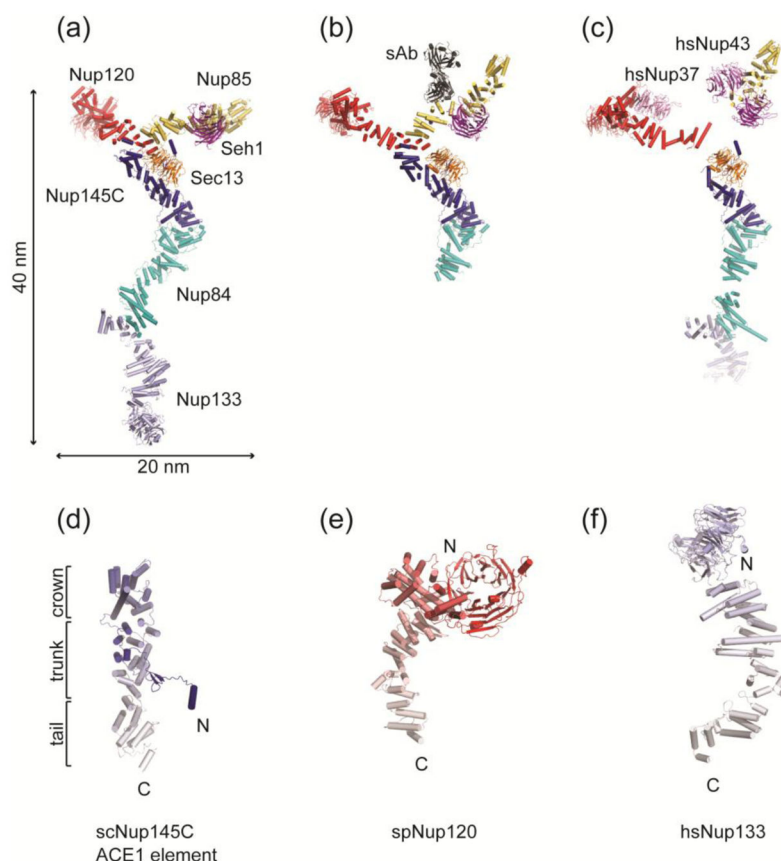 (a)
(b)
(c)
Nup120
Nup85
Seh1
Sec13
Nup145C
Nup84
Nup133
40 nm
20 nm
sAb
hsNup43
hsNup37
(d)
(e)
(f)
crown
trunk
tail
N
C
N
C
N
C
scNup145C
ACE1 element
spNup120
hsNup133